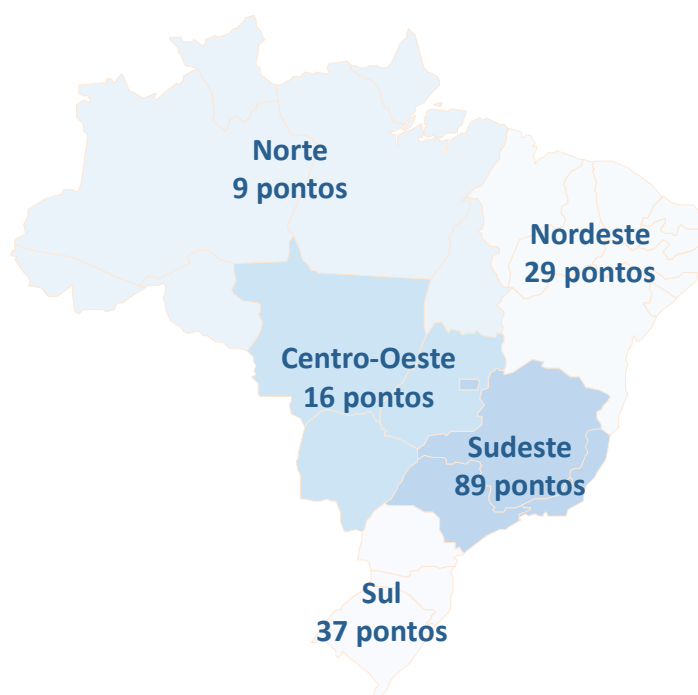 Norte
9 pontos
Nordeste
29 pontos
Centro-Oeste
16 pontos
Sudeste
89 pontos
Sul
37 pontos